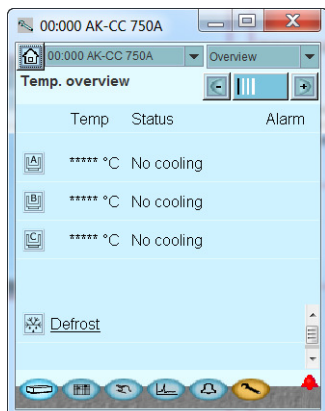 00:000 AK-CC 750A
00:000 AK-CC 750A Overview
Temp. overview
Temp Status Alarm
A ***** °C No cooling
B ***** °C No cooling
C ***** °C No cooling
Defrost